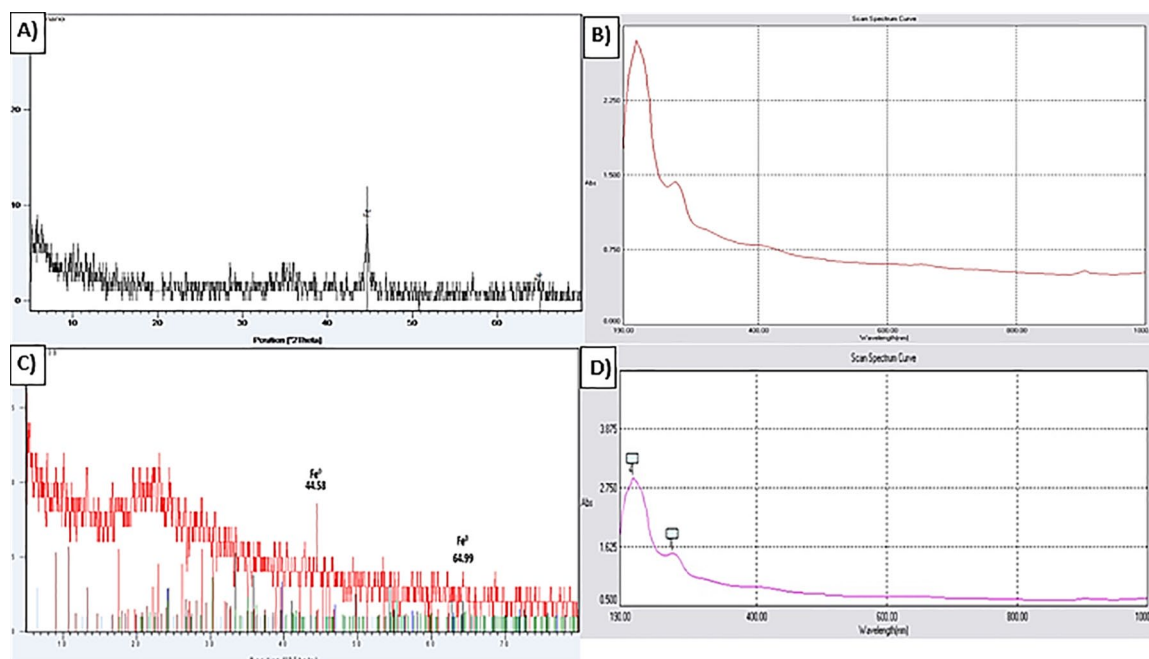 A)
20
10
0
10
20
30
40
50
60
Position [°2Theta]
B)
Scan Spectrum Curve
2.250
1.500
Abs
0.750
0.000
190.00
400.00
600.00
800.00
1000
Wavelength(nm)
C)
Fe⁰
44.58
Fe⁰
64.99
D)
Scan Spectrum Curve
3.875
2.750
Abs
1.625
0.500
190.00
400.00
600.00
800.00
1000
Wavelength(nm)